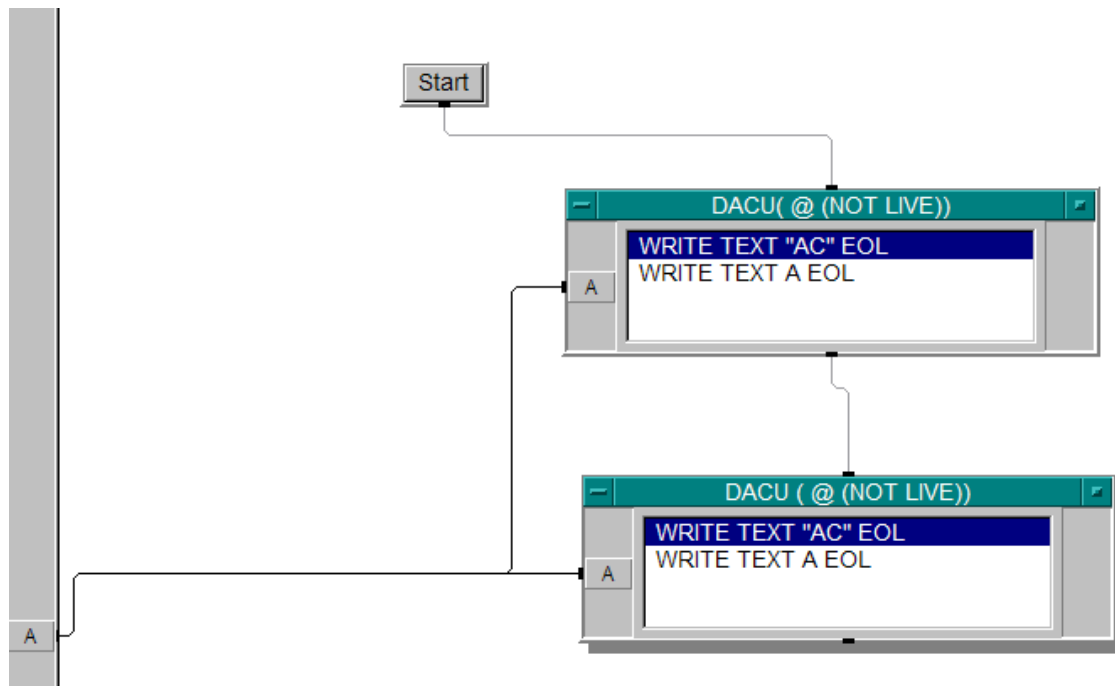 Start
DACU( @ (NOT LIVE))
WRITE TEXT "AC" EOL
WRITE TEXT A EOL
A
DACU ( @ (NOT LIVE))
WRITE TEXT "AC" EOL
WRITE TEXT A EOL
A
A